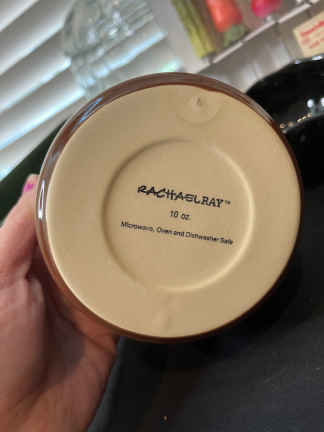 RACHAELRAY™
10 oz.
Microwave, Oven and Dishwasher Safe